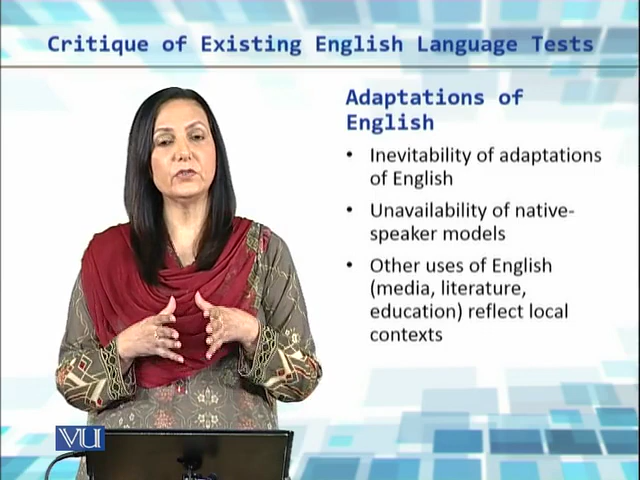 Critique of Existing English Language Tests
Adaptations of
English
• Inevitability of adaptations
of English
• Unavailability of native-
speaker models
• Other uses of English
(media, literature,
education) reflect local
contexts
VU